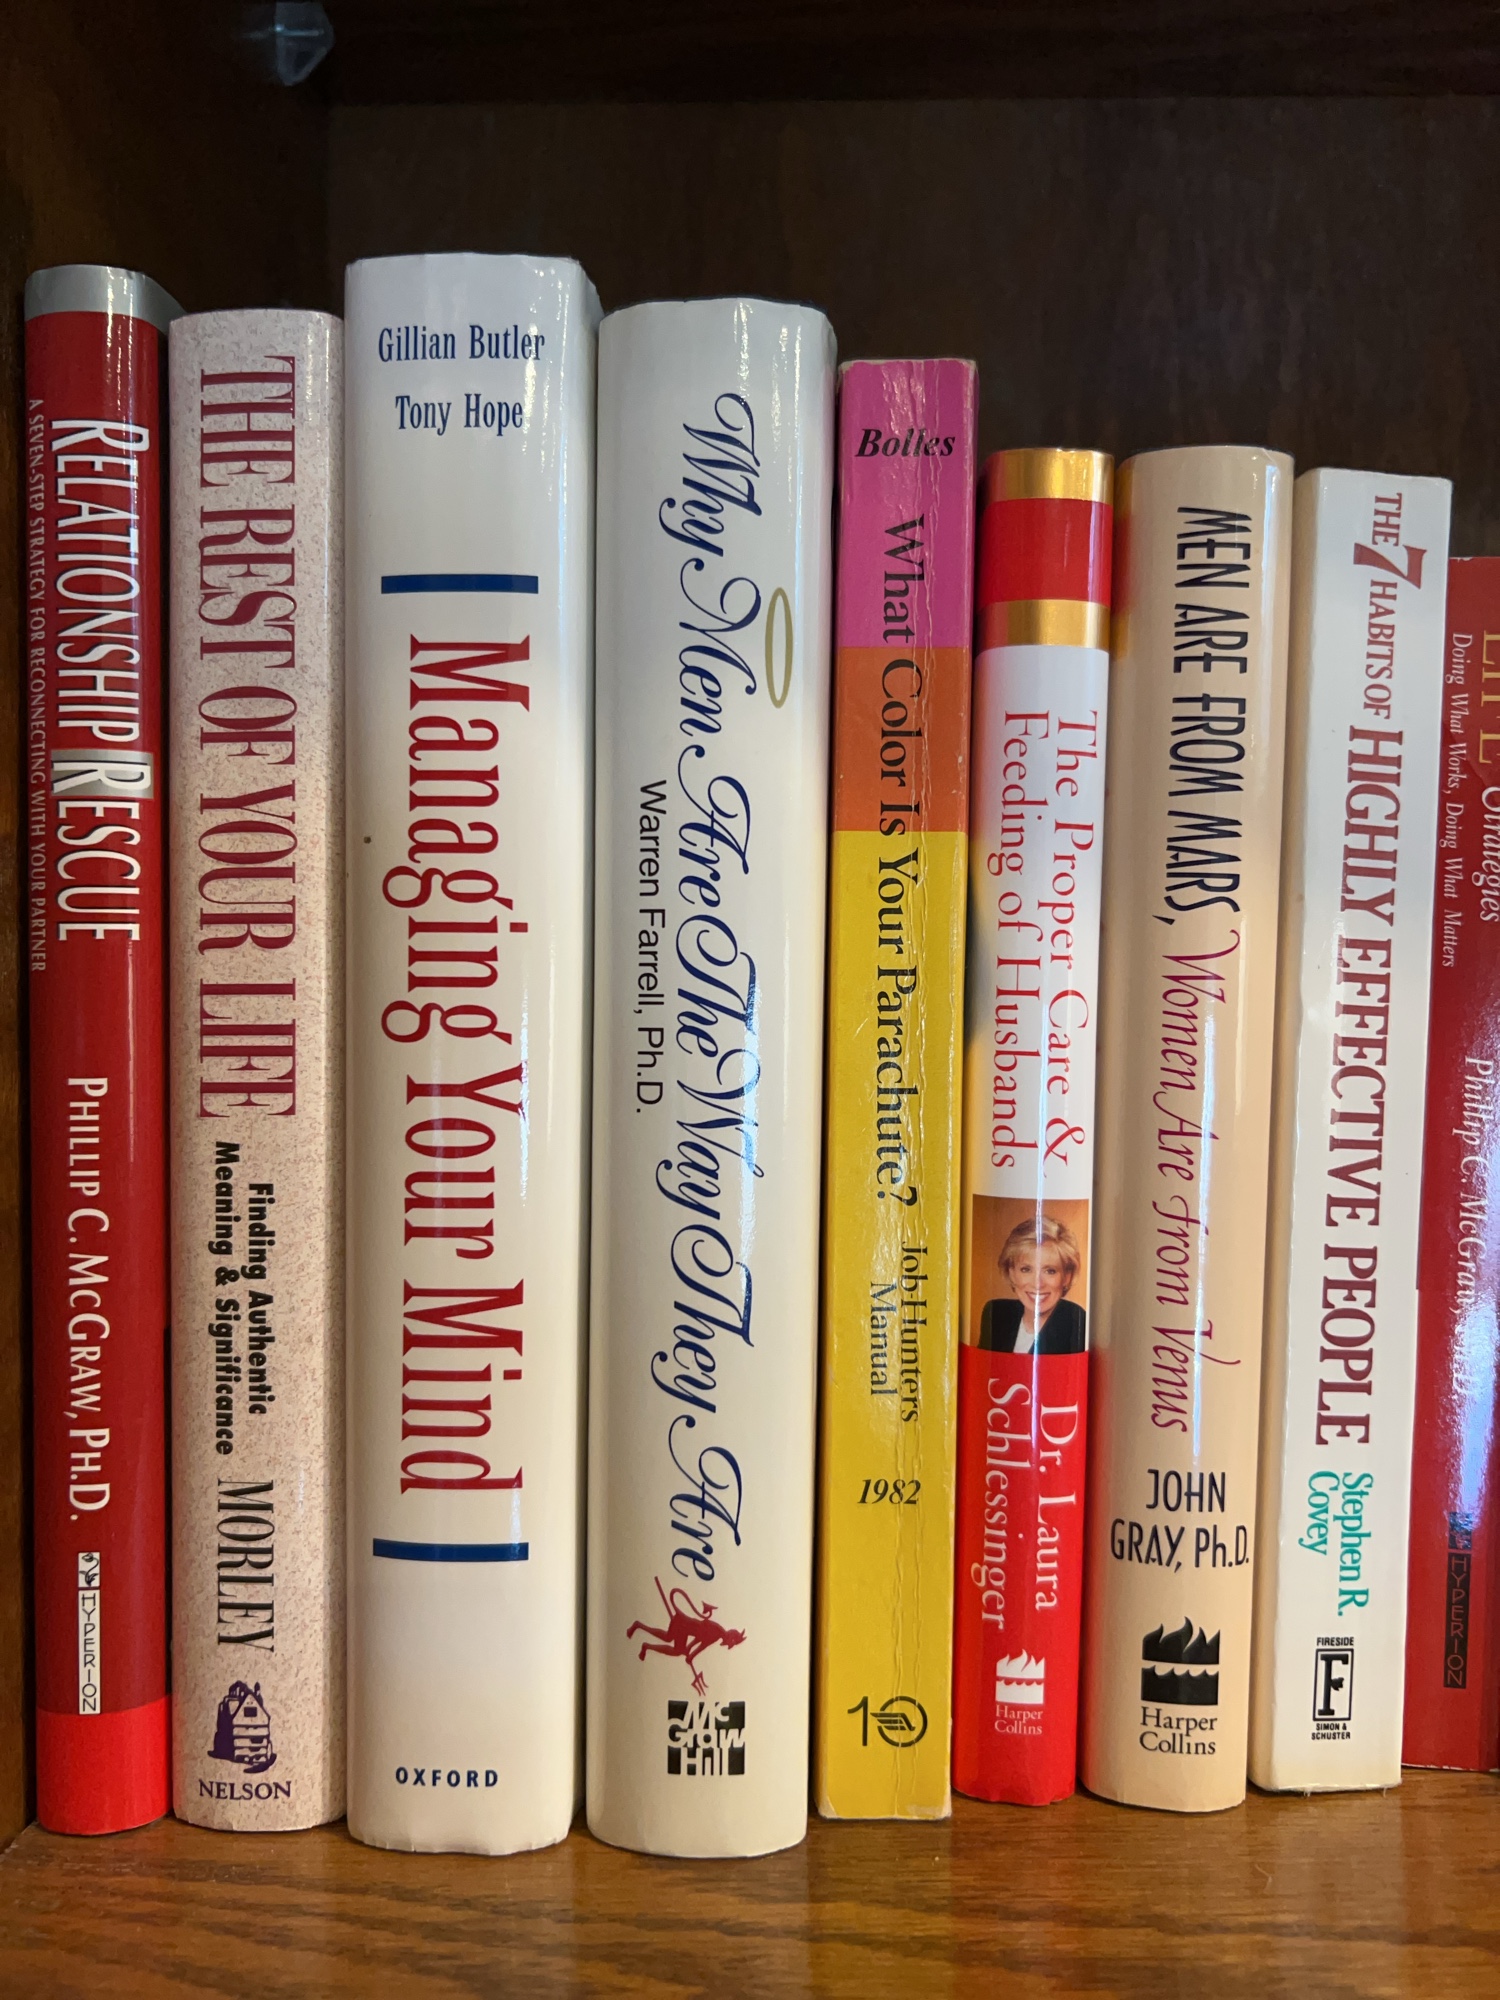 RELATIONSHIP RESCUE
A SEVEN-STEP STRATEGY FOR RECONNECTING WITH YOUR PARTNER
PHILLIP C. MCGRAW, PH.D.
HYPERION
THE REST OF YOUR LIFE
Finding Authentic
Meaning & Significance
MORLEY
NELSON
Gillian Butler
Tony Hope
Managing Your Mind
OXFORD
Why Men Are The Way They Are
Warren Farrell, Ph.D.
Mc
Graw
Hill
Bolles
What Color Is Your Parachute?
Job Hunters
Manual
1982
10
The Proper Care &
Feeding of Husbands
Dr. Laura
Schlessinger
Harper
Collins
MEN ARE FROM MARS, Women Are from Venus
JOHN
GRAY, Ph.D.
Harper
Collins
THE 7 HABITS OF HIGHLY EFFECTIVE PEOPLE
Stephen R.
Covey
FIRESIDE
F
SIMON &
SCHUSTER
Strategies
Doing What Works, Doing What Matters
Phillip C. McGraw,
HYPERION